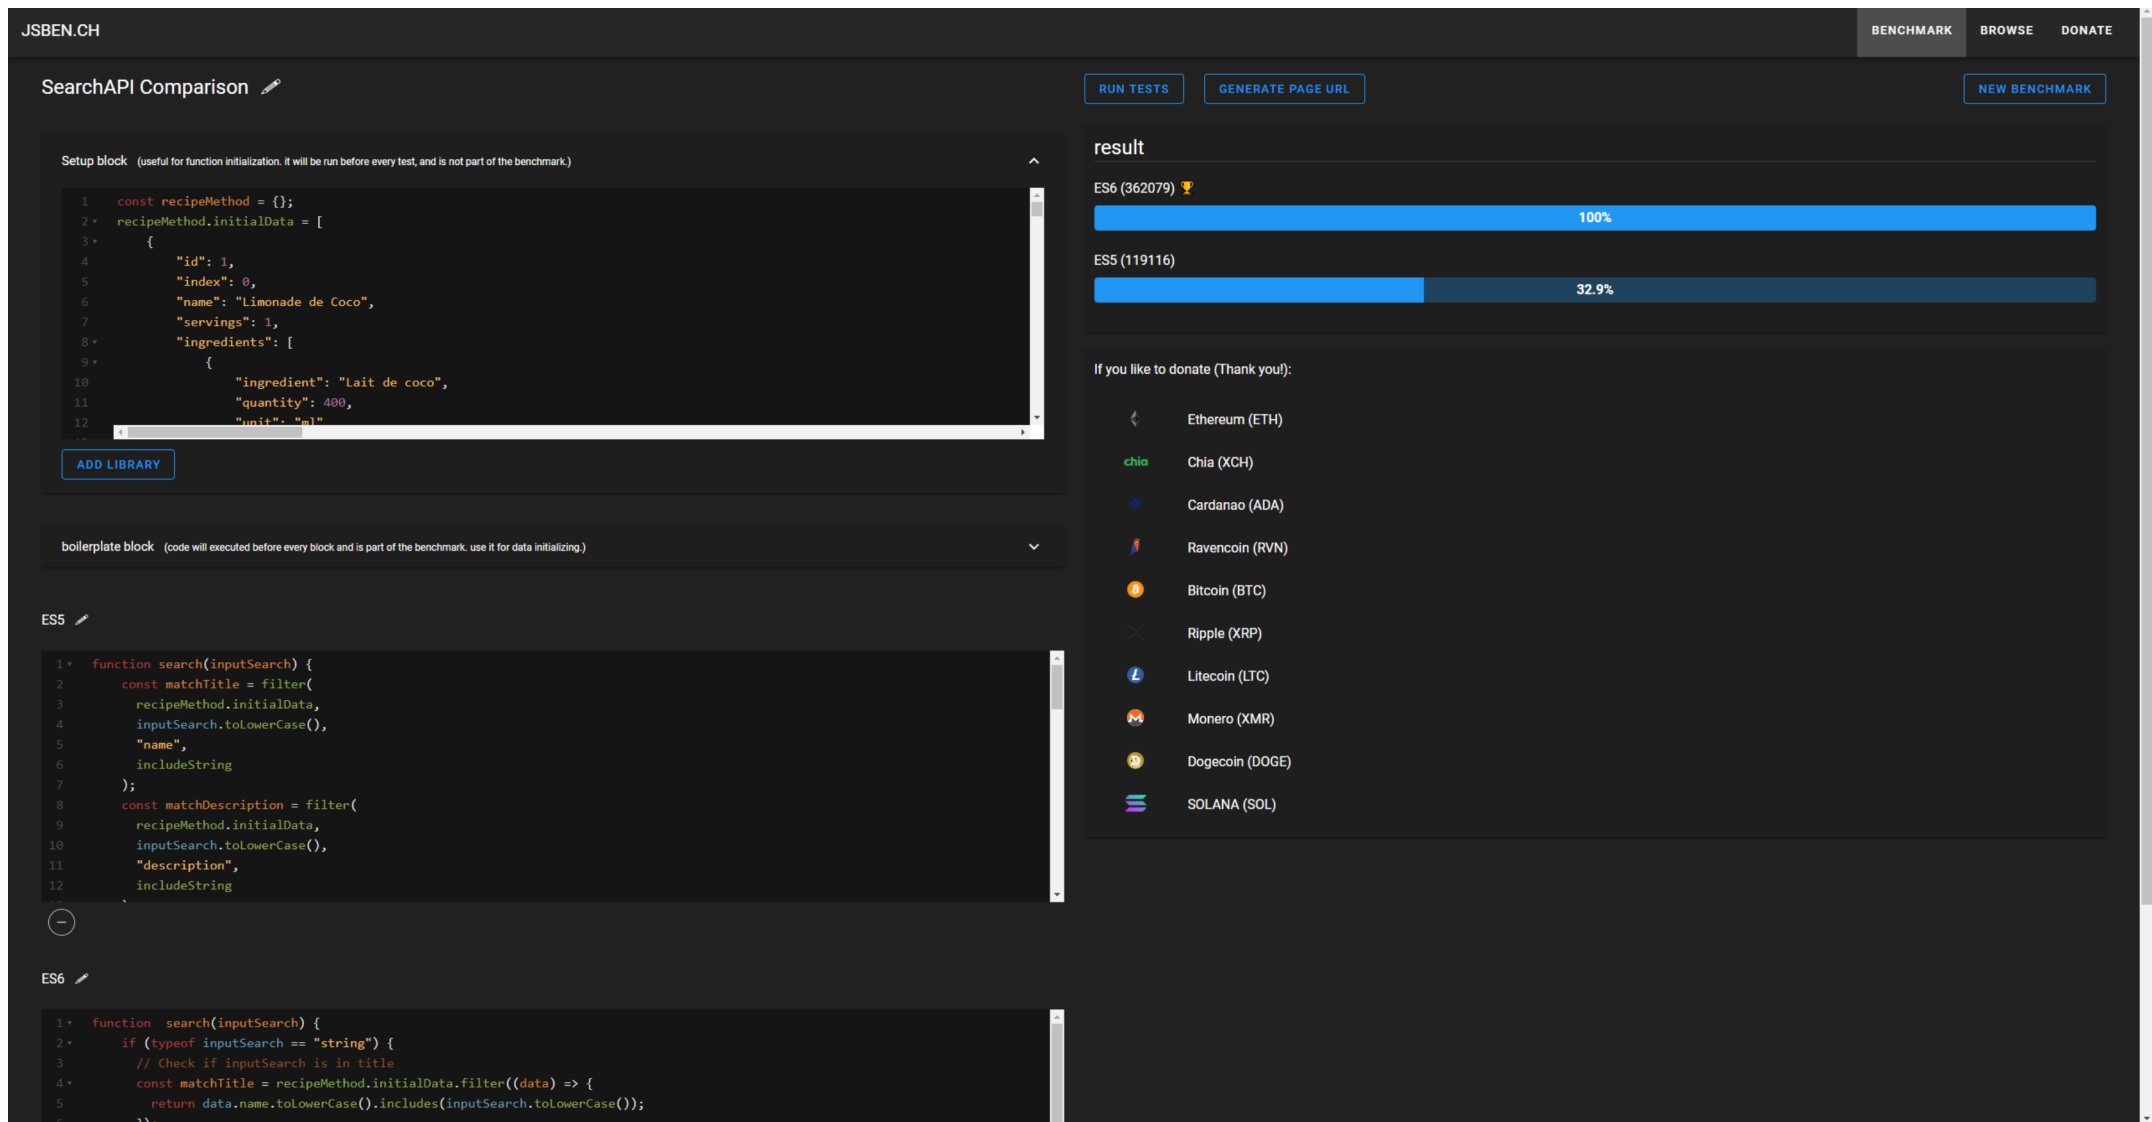 JSBEN.CH
BENCHMARK
BROWSE
DONATE
SearchAPI Comparison
RUN TESTS
GENERATE PAGE URL
NEW BENCHMARK
Setup block (useful for function initialization. it will be run before every test, and is not part of the benchmark.)
1 const recipeMethod = {};
2 recipeMethod.initialData = [
3 {
4 "id": 1,
5 "index": 0,
6 "name": "Limonade de Coco",
7 "servings": 1,
8 "ingredients": [
9 {
10 "ingredient": "Lait de coco",
11 "quantity": 400,
12 "unit": "ml"
ADD LIBRARY
boilerplate block (code will executed before every block and is part of the benchmark. use it for data initializing.)
ES5
1 function search(inputSearch) {
2 const matchTitle = filter(
3 recipeMethod.initialData,
4 inputSearch.toLowerCase(),
5 "name",
6 includeString
7 );
8 const matchDescription = filter(
9 recipeMethod.initialData,
10 inputSearch.toLowerCase(),
11 "description",
12 includeString
ES6
1 function search(inputSearch) {
2 if (typeof inputSearch == "string") {
3 // Check if inputSearch is in title
4 const matchTitle = recipeMethod.initialData.filter((data) => {
5 return data.name.toLowerCase().includes(inputSearch.toLowerCase());
result
ES6 (362079)
100%
ES5 (119116)
32.9%
If you like to donate (Thank you!):
Ethereum (ETH)
chia Chia (XCH)
Cardanao (ADA)
Ravencoin (RVN)
Bitcoin (BTC)
Ripple (XRP)
Litecoin (LTC)
Monero (XMR)
Dogecoin (DOGE)
SOLANA (SOL)